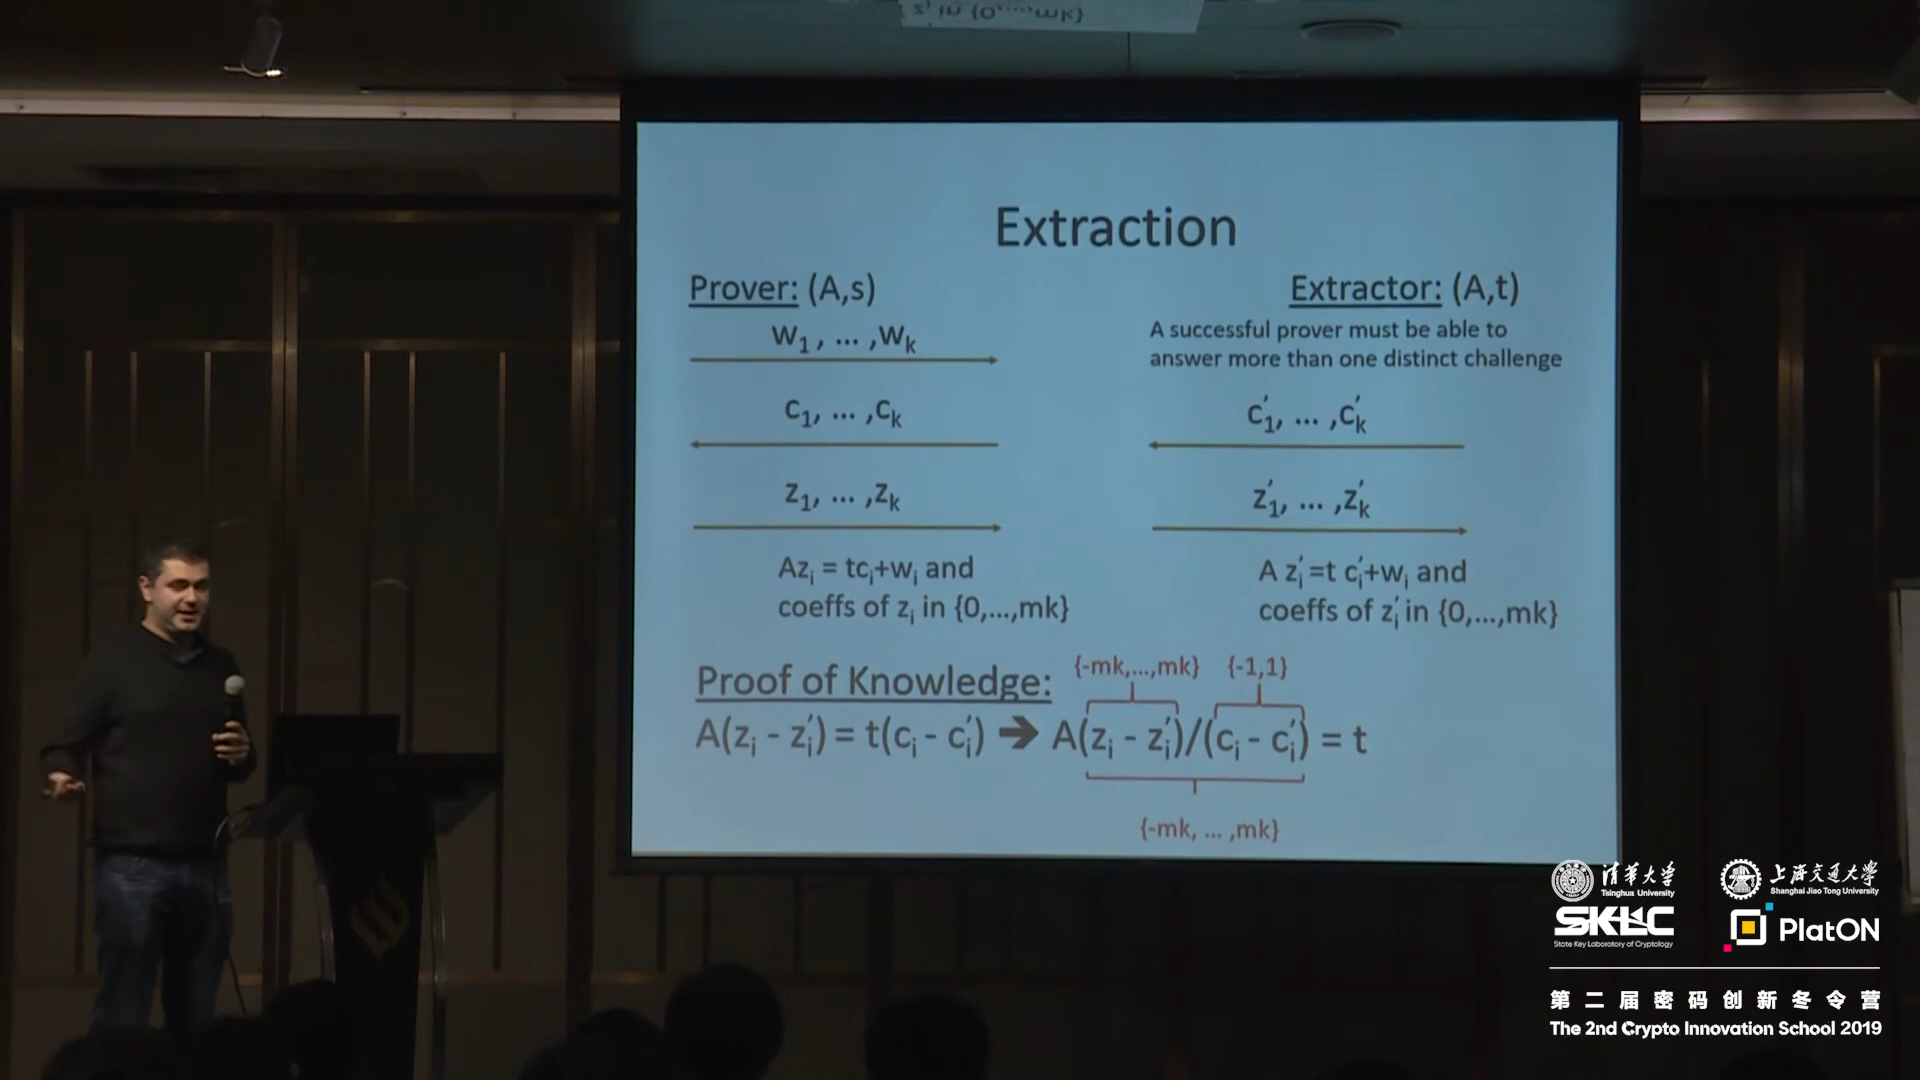 Extraction
Prover: (A,s)
w₁, ... ,wₖ
c₁, ... ,cₖ
z₁, ... ,zₖ
Azᵢ = tcᵢ+wᵢ and
coeffs of zᵢ in {0,...,mk}
Extractor: (A,t)
A successful prover must be able to
answer more than one distinct challenge
c′₁, ... ,c′ₖ
z′₁, ... ,z′ₖ
A z′ᵢ=t c′ᵢ+wᵢ and
coeffs of z′ᵢ in {0,...,mk}
Proof of Knowledge:
{-mk,...,mk} {-1,1}
A(zᵢ - z′ᵢ) = t(cᵢ - c′ᵢ) ➔ A(zᵢ - z′ᵢ)/(cᵢ - c′ᵢ) = t
{-mk, ... ,mk}
清华大学
Tsinghua University
上海交通大学
Shanghai Jiao Tong University
SKLC
State Key Laboratory of Cryptology
PlatON
第二届密码创新冬令营
The 2nd Crypto Innovation School 2019